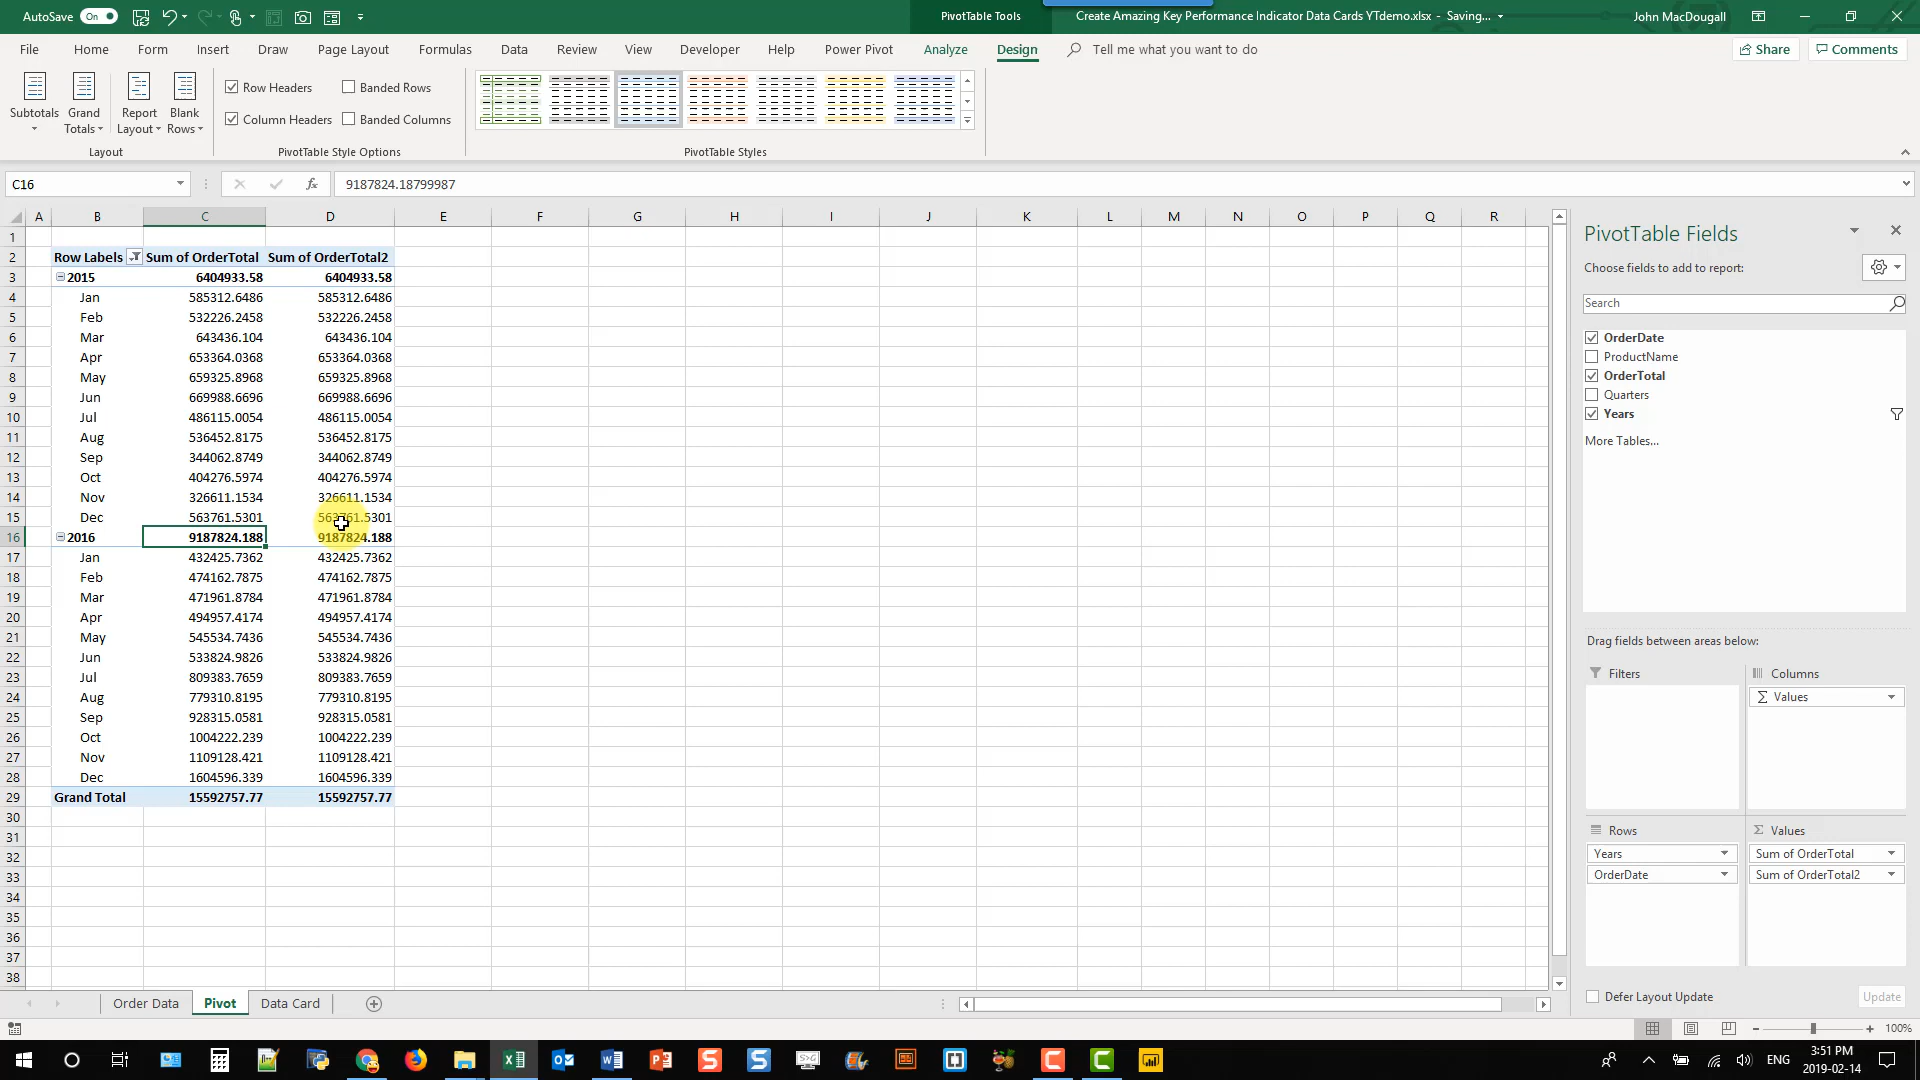 AutoSave On
PivotTable Tools
Create Amazing Key Performance Indicator Data Cards YTdemo.xlsx - Saving...
John MacDougall
File Home Form Insert Draw Page Layout Formulas Data Review View Developer Help Power Pivot Analyze Design Tell me what you want to do Share Comments
Subtotals
Grand Totals
Report Layout
Blank Rows
Layout
Row Headers Banded Rows
Column Headers Banded Columns
PivotTable Style Options
PivotTable Styles
C16 fx 9187824.18799987
A B C D E F G H I J K L M N O P Q R
1
2 Row Labels Sum of OrderTotal Sum of OrderTotal2
3 2015 6404933.58 6404933.58
4 Jan 585312.6486 585312.6486
5 Feb 532226.2458 532226.2458
6 Mar 643436.104 643436.104
7 Apr 653364.0368 653364.0368
8 May 659325.8968 659325.8968
9 Jun 669988.6696 669988.6696
10 Jul 486115.0054 486115.0054
11 Aug 536452.8175 536452.8175
12 Sep 344062.8749 344062.8749
13 Oct 404276.5974 404276.5974
14 Nov 326611.1534 326611.1534
15 Dec 563761.5301 563761.5301
16 2016 9187824.188 9187824.188
17 Jan 432425.7362 432425.7362
18 Feb 474162.7875 474162.7875
19 Mar 471961.8784 471961.8784
20 Apr 494957.4174 494957.4174
21 May 545534.7436 545534.7436
22 Jun 533824.9826 533824.9826
23 Jul 809383.7659 809383.7659
24 Aug 779310.8195 779310.8195
25 Sep 928315.0581 928315.0581
26 Oct 1004222.239 1004222.239
27 Nov 1109128.421 1109128.421
28 Dec 1604596.339 1604596.339
29 Grand Total 15592757.77 15592757.77
30
31
32
33
34
35
36
37
38
PivotTable Fields
Choose fields to add to report:
Search
OrderDate
ProductName
OrderTotal
Quarters
Years
More Tables...
Drag fields between areas below:
Filters
Columns
Σ Values
Rows
Years
OrderDate
Σ Values
Sum of OrderTotal
Sum of OrderTotal2
Defer Layout Update Update
Order Data Pivot Data Card
100%
ENG
3:51 PM
2019-02-14